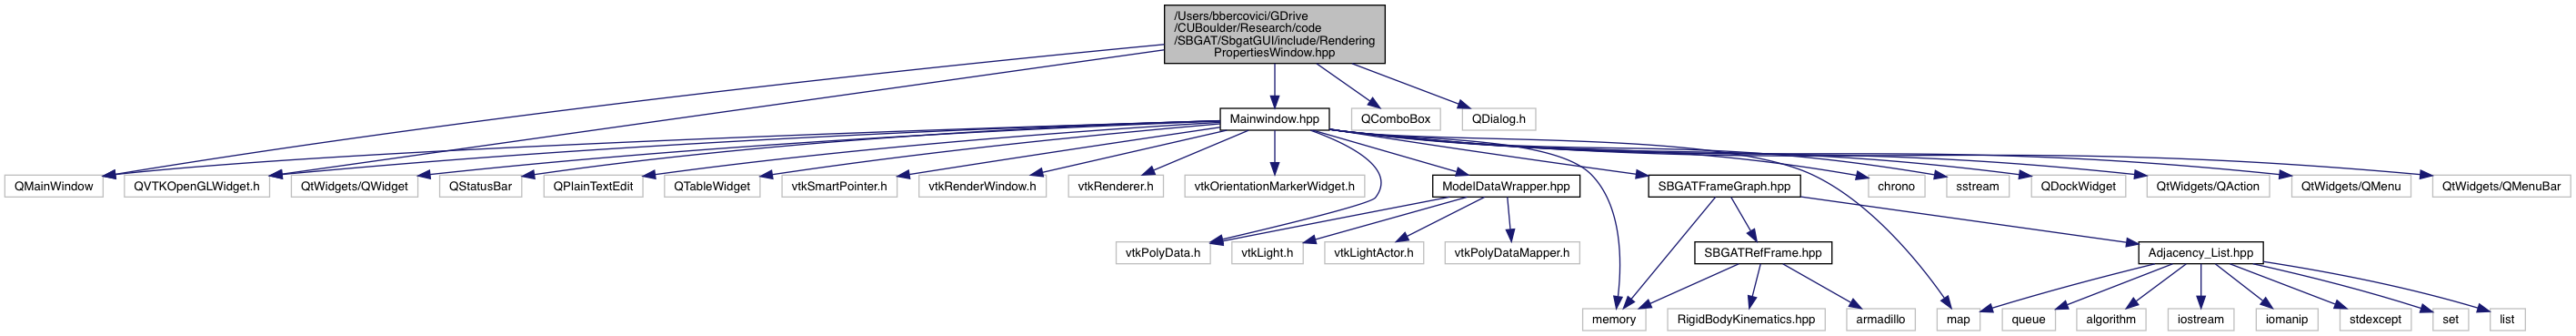 /Users/bbercovici/GDrive
/CUBoulder/Research/code
/SBGAT/SbgatGUI/include/Rendering
PropertiesWindow.hpp
Mainwindow.hpp
QComboBox
QDialog.h
QMainWindow
QVTKOpenGLWidget.h
QtWidgets/QWidget
QStatusBar
QPlainTextEdit
QTableWidget
vtkSmartPointer.h
vtkRenderWindow.h
vtkRenderer.h
vtkOrientationMarkerWidget.h
ModelDataWrapper.hpp
SBGATFrameGraph.hpp
chrono
sstream
QDockWidget
QtWidgets/QAction
QtWidgets/QMenu
QtWidgets/QMenuBar
vtkPolyData.h
vtkLight.h
vtkLightActor.h
vtkPolyDataMapper.h
SBGATRefFrame.hpp
Adjacency_List.hpp
memory
RigidBodyKinematics.hpp
armadillo
map
queue
algorithm
iostream
iomanip
stdexcept
set
list